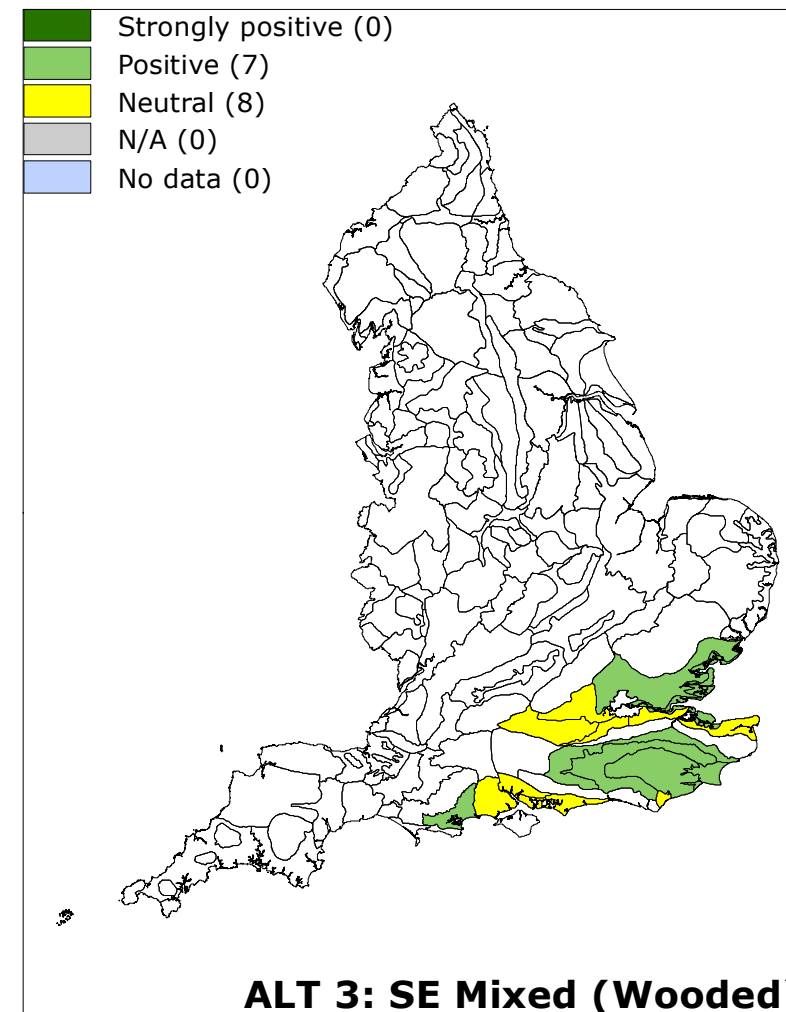 Strongly positive (0)
Positive (7)
Neutral (8)
N/A (0)
No data (0)
ALT 3: SE Mixed (Wooded)